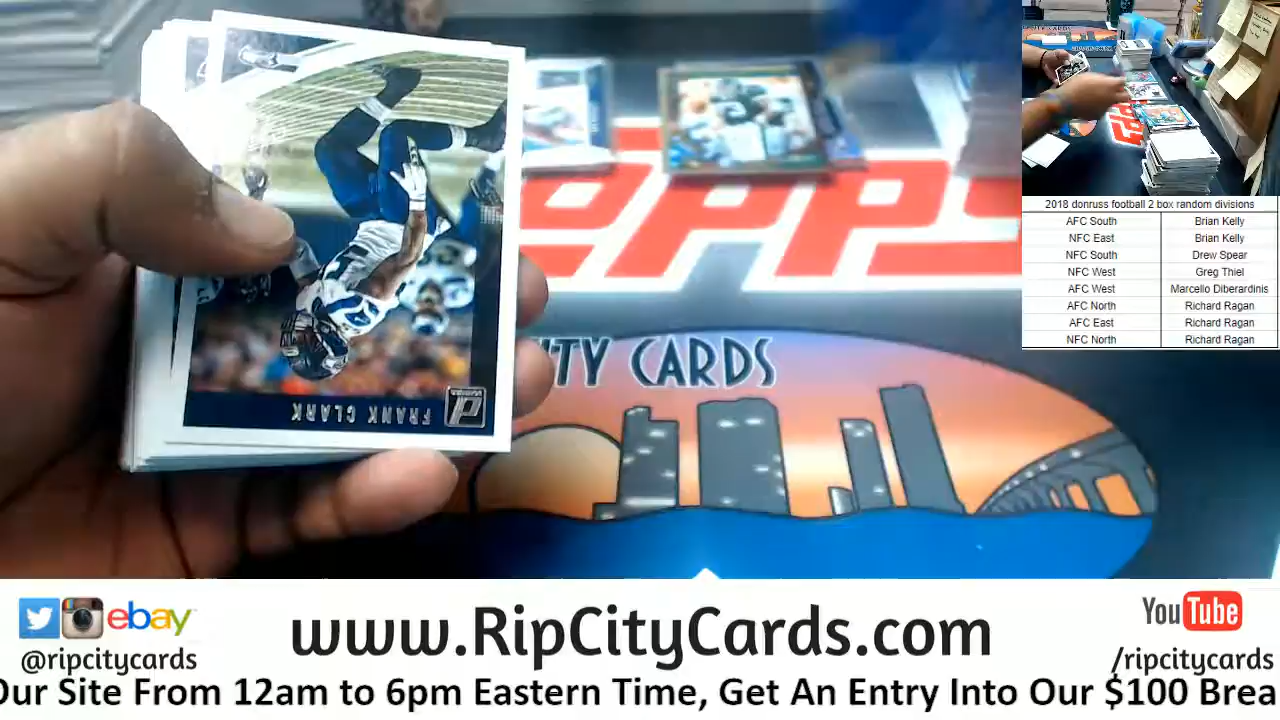 FRANK CLARK
TOPPS
ITY CARDS
2018 donruss football 2 box random divisions
AFC South Brian Kelly
NFC East Brian Kelly
NFC South Drew Spear
NFC West Greg Thiel
AFC West Marcello Diberardinis
AFC North Richard Ragan
AFC East Richard Ragan
NFC North Richard Ragan
ebay
www.RipCityCards.com
YouTube
@ripcitycards
/ripcitycards
Our Site From 12am to 6pm Eastern Time, Get An Entry Into Our $100 Brea